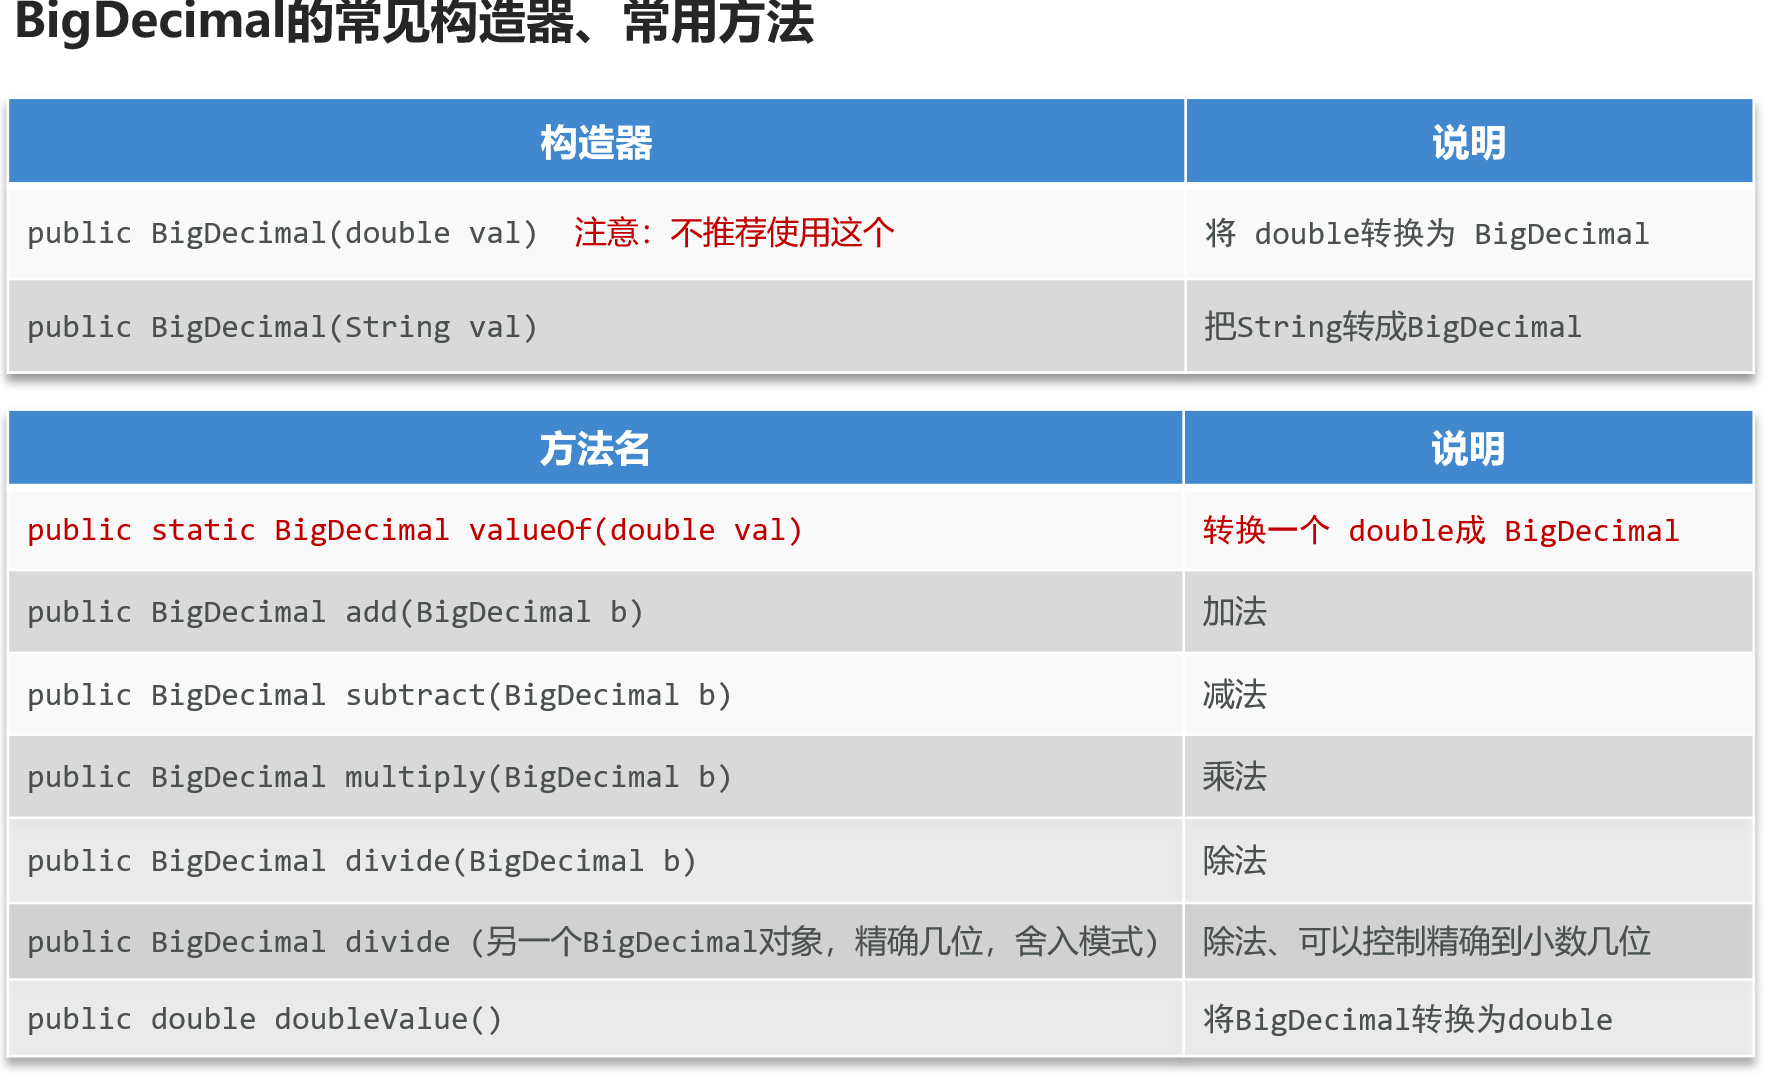 BigDecimal的常见构造器、常用方法
构造器 说明
public BigDecimal(double val) 注意：不推荐使用这个 将 double转换为 BigDecimal
public BigDecimal(String val) 把String转成BigDecimal
方法名 说明
public static BigDecimal valueOf(double val) 转换一个 double成 BigDecimal
public BigDecimal add(BigDecimal b) 加法
public BigDecimal subtract(BigDecimal b) 减法
public BigDecimal multiply(BigDecimal b) 乘法
public BigDecimal divide(BigDecimal b) 除法
public BigDecimal divide (另一个BigDecimal对象，精确几位，舍入模式) 除法、可以控制精确到小数几位
public double doubleValue() 将BigDecimal转换为double